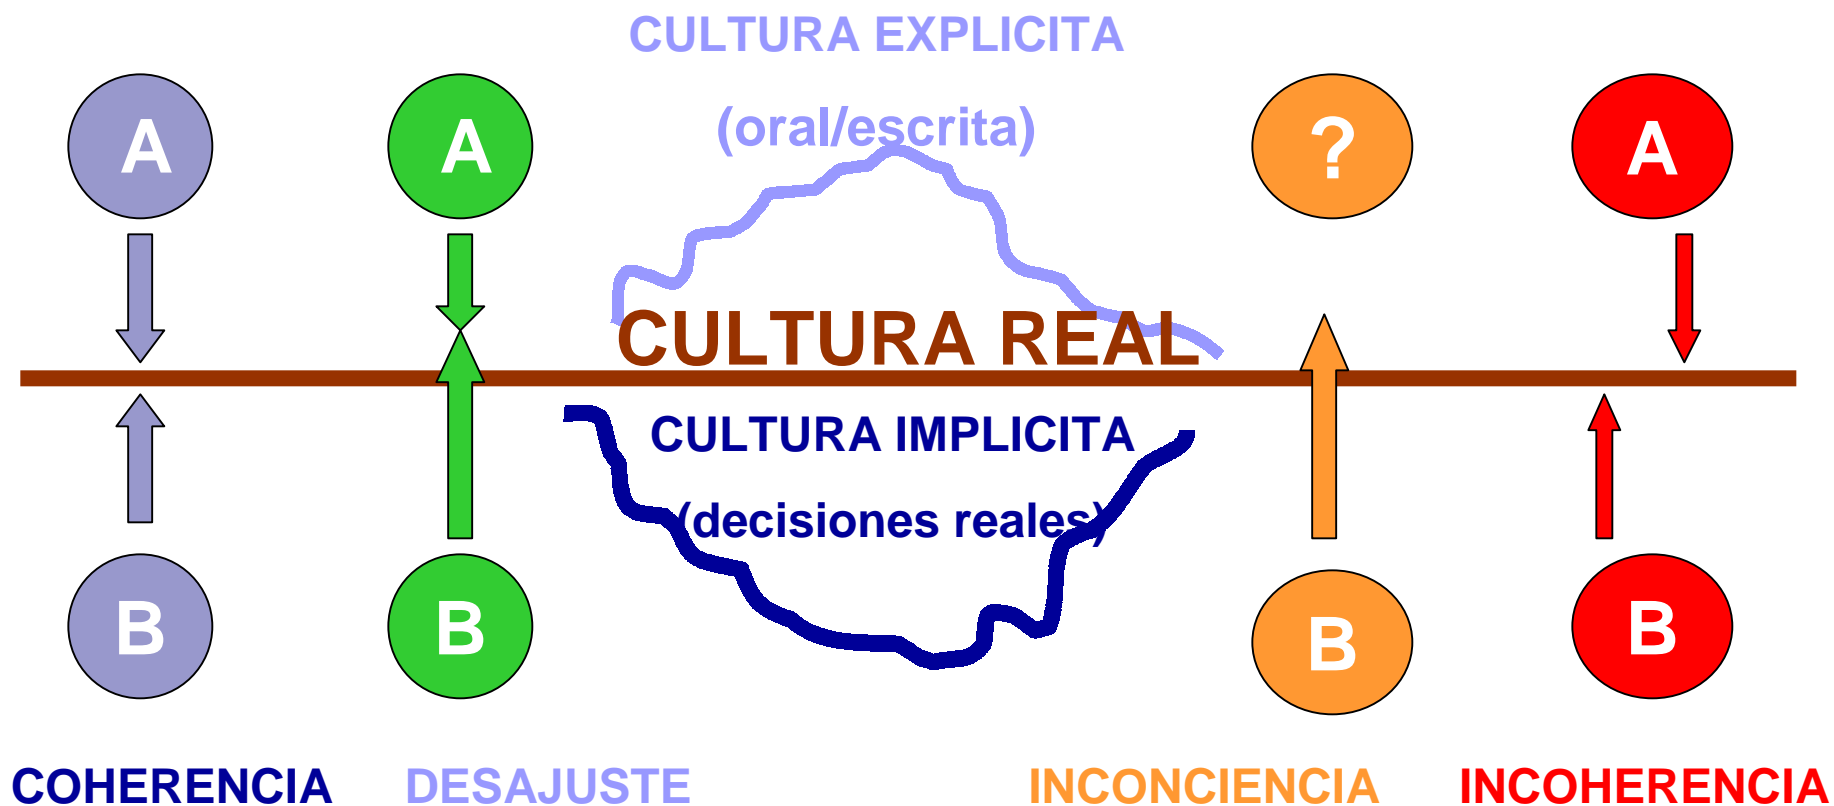 CULTURA EXPLICITA
(oral/escrita)
A A ? A
CULTURA REAL
CULTURA IMPLICITA
(decisiones reales)
B B B B
COHERENCIA DESAJUSTE INCONCIENCIA INCOHERENCIA